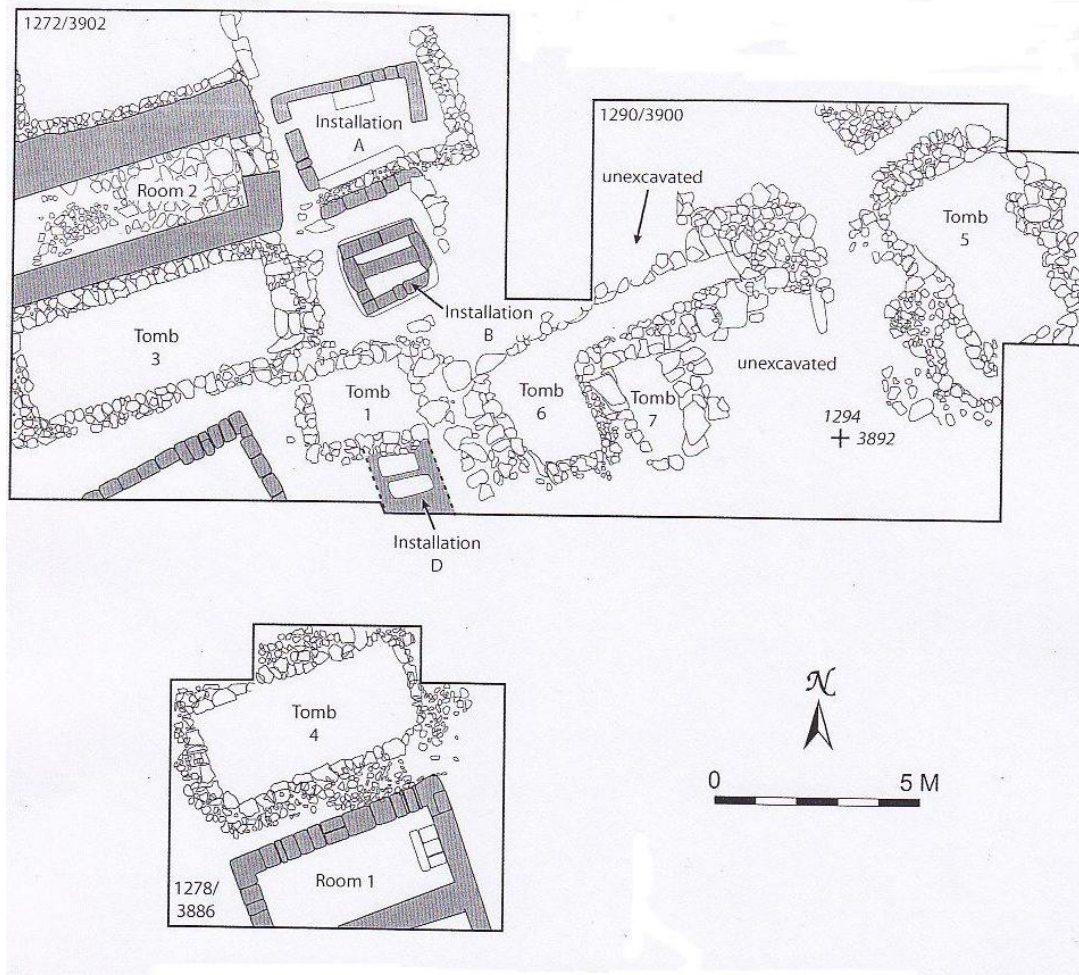 1272/3902
Installation
A
1290/3900
unexcavated
Room 2
Tomb
5
Installation
B
Tomb
3
unexcavated
Tomb
1
Tomb
6
Tomb
7
1294
3892
Installation
D
Tomb
4
N
0 5 M
Room 1
1278/
3886